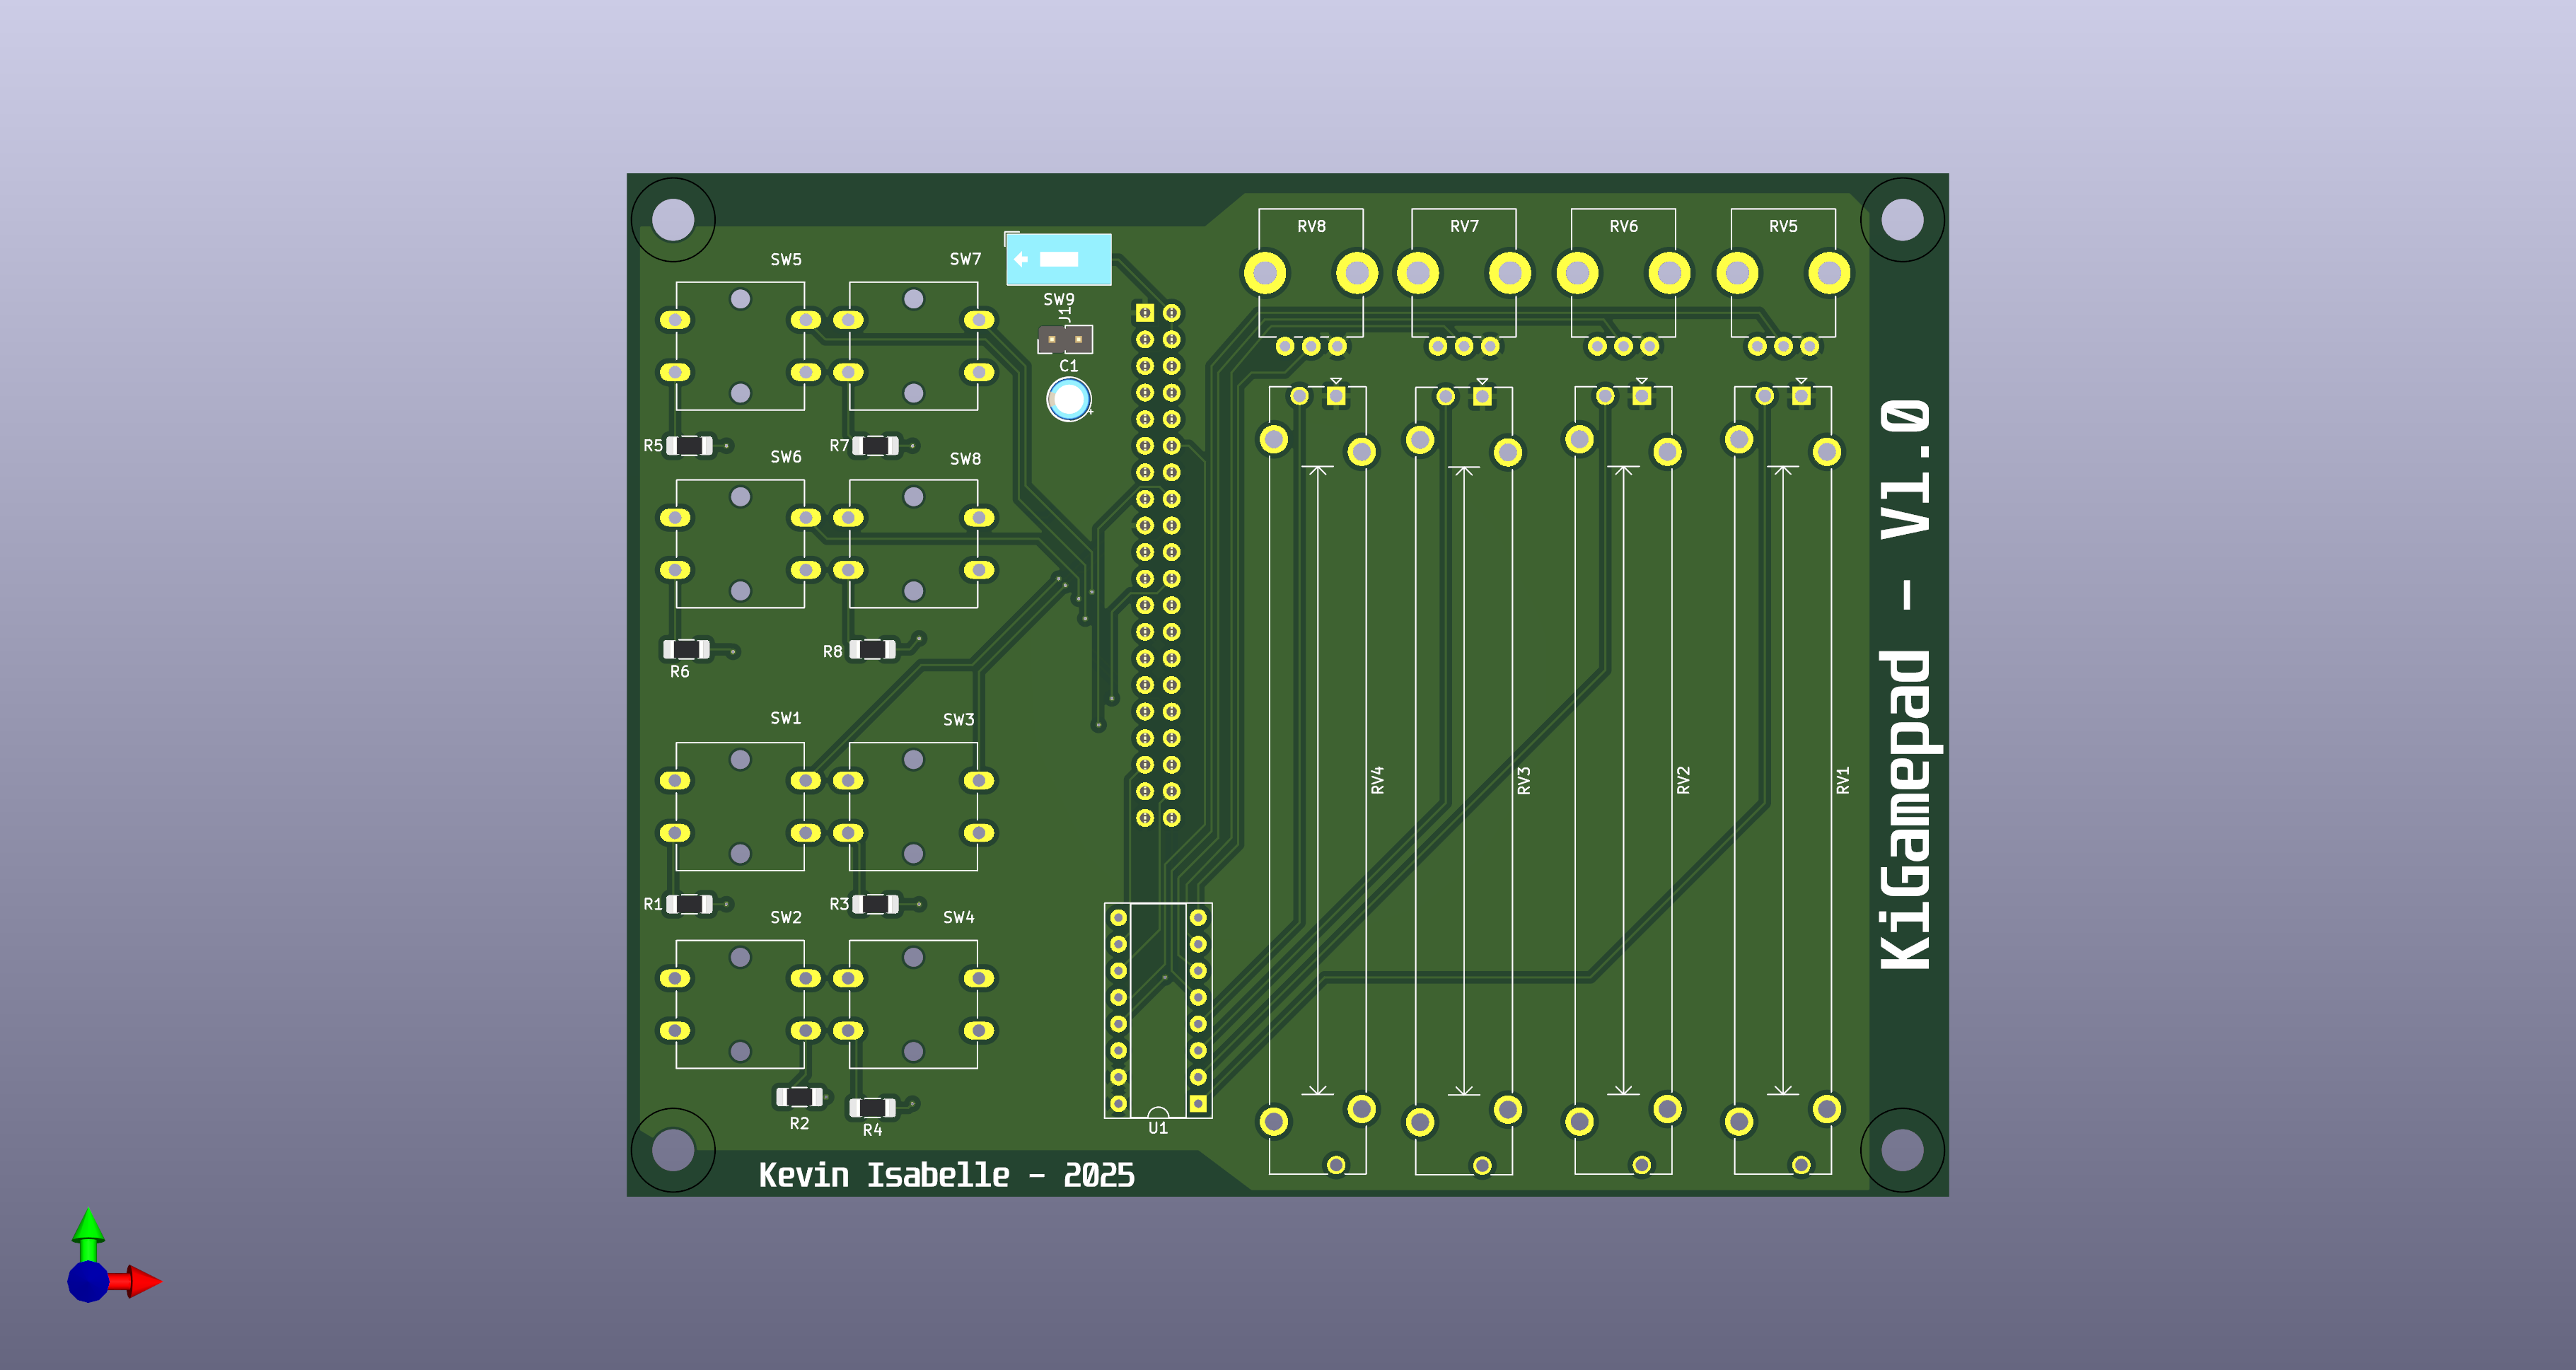 RV8
RV7
RV6
RV5
SW5
SW7
SW9
J1
C1
+
R5
R7
SW6
SW8
R6
R8
SW1
SW3
RV4
RV3
RV2
RV1
R1
R3
SW2
SW4
R2
R4
U1
Kevin Isabelle - 2025
KiGamepad - V1.0